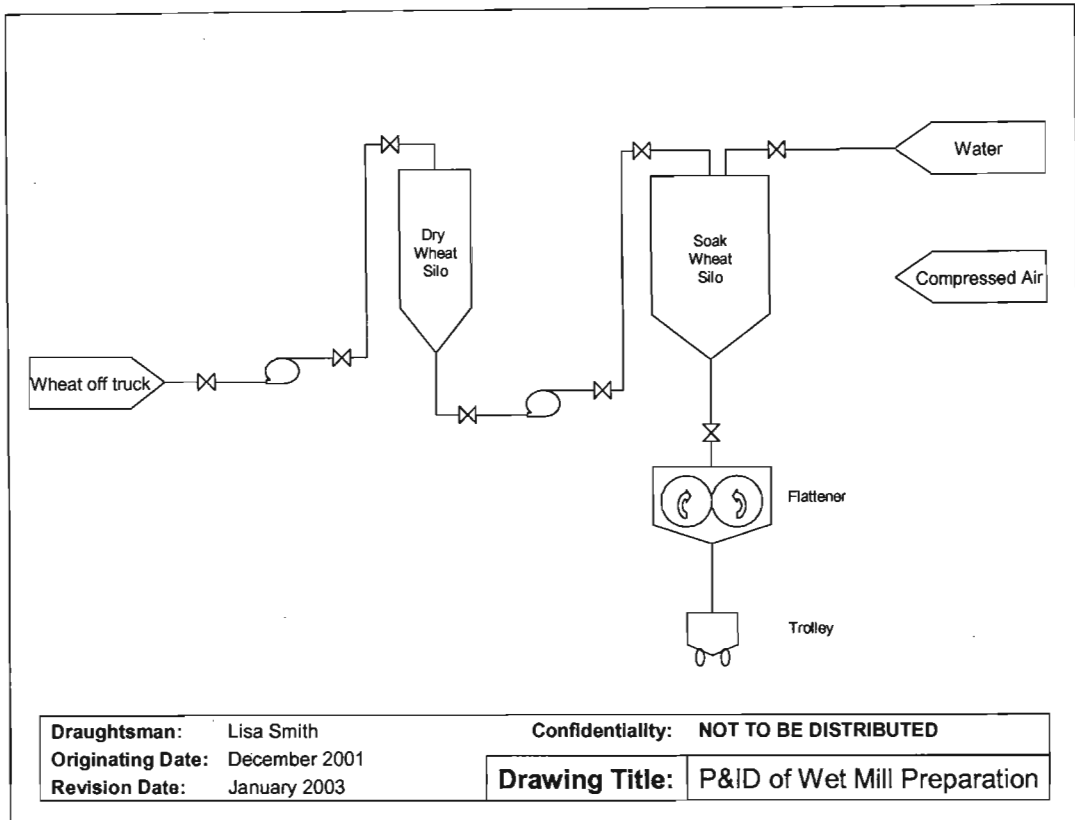 Water
Dry
Wheat
Silo
Soak
Wheat
Silo
Compressed Air
Wheat off truck
Flattener
Trolley
Draughtsman: Lisa Smith
Originating Date: December 2001
Revision Date: January 2003
Confidentiality: NOT TO BE DISTRIBUTED
Drawing Title: P&ID of Wet Mill Preparation